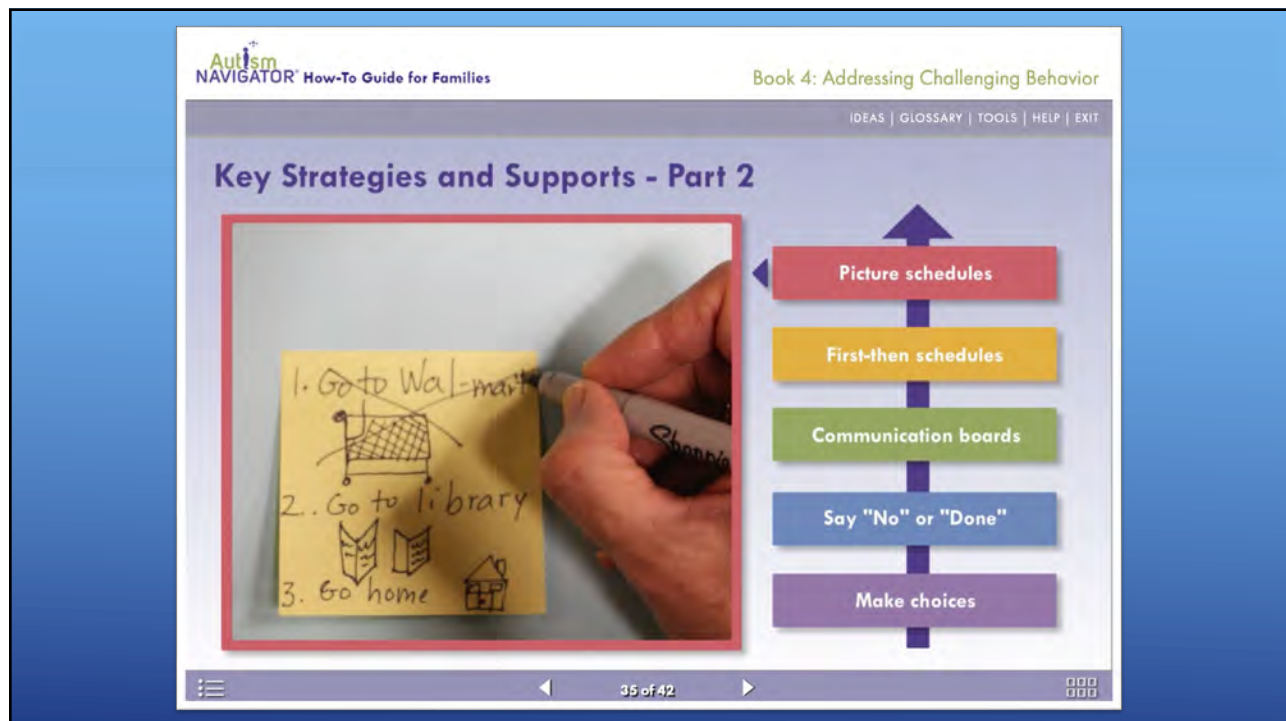 Autism
NAVIGATOR® How-To Guide for Families
Book 4: Addressing Challenging Behavior
IDEAS | GLOSSARY | TOOLS | HELP | EXIT
Key Strategies and Supports - Part 2
1. Go to Wal-mart
2.. Go to library
3. Go home
Sharpie
Picture schedules
First-then schedules
Communication boards
Say "No" or "Done"
Make choices
35 of 42